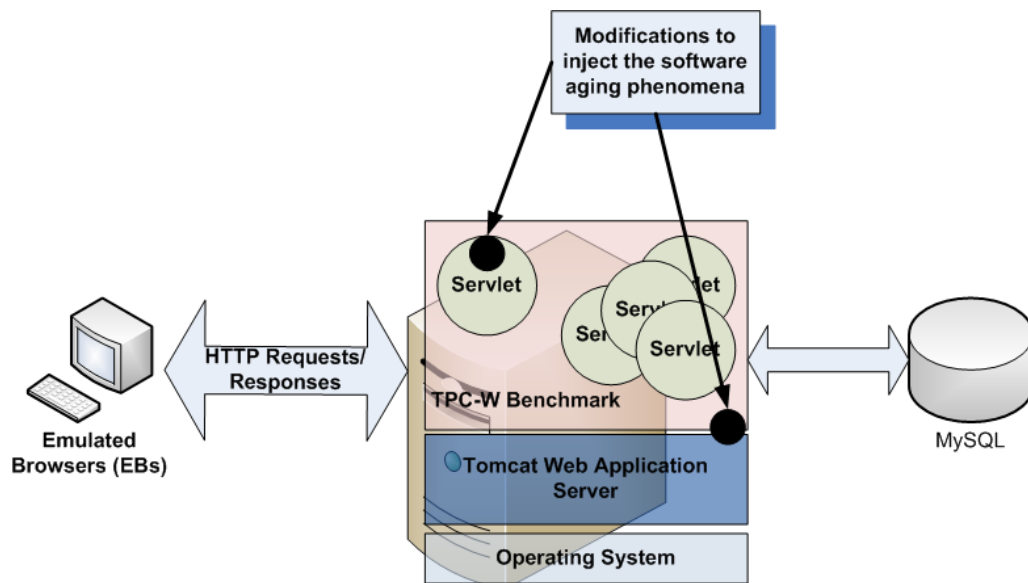 Modifications to
inject the software
aging phenomena
Servlet
Servlet
HTTP Requests/
Responses
TPC-W Benchmark
Emulated
Browsers (EBs)
MySQL
Tomcat Web Application
Server
Operating System